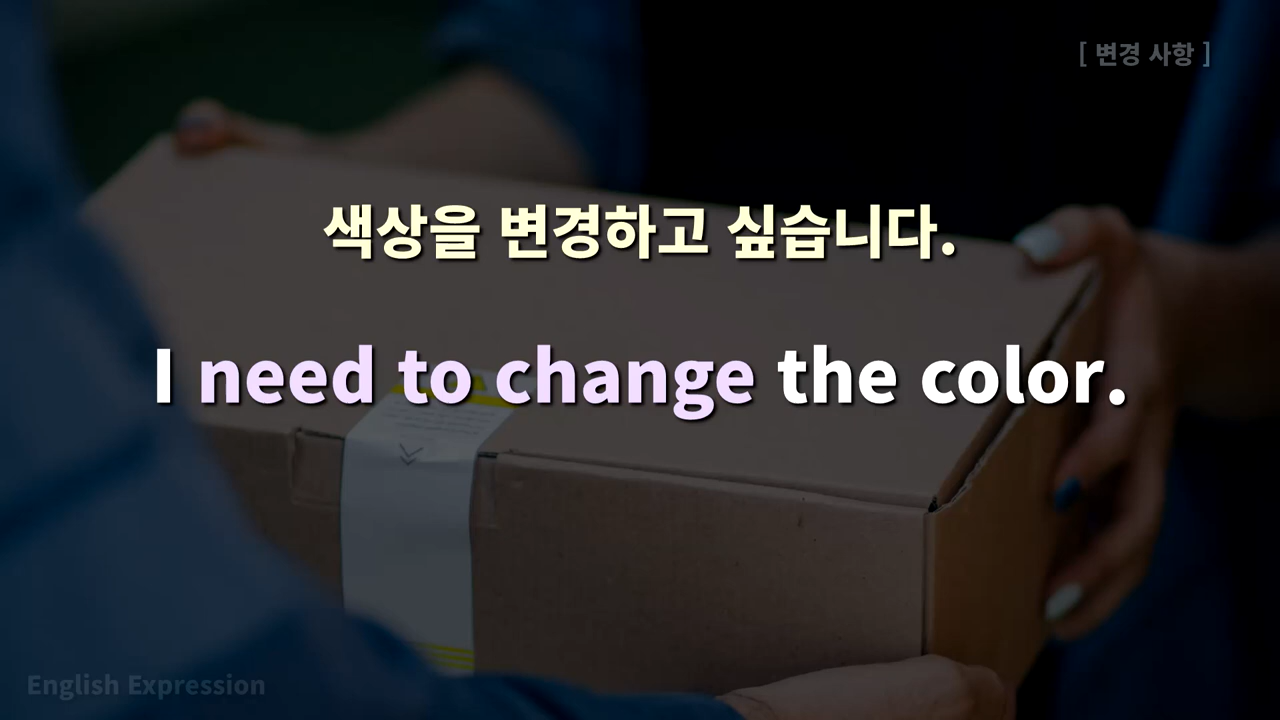 [ 변경 사항 ]
색상을 변경하고 싶습니다.
I need to change the color.
English Expression